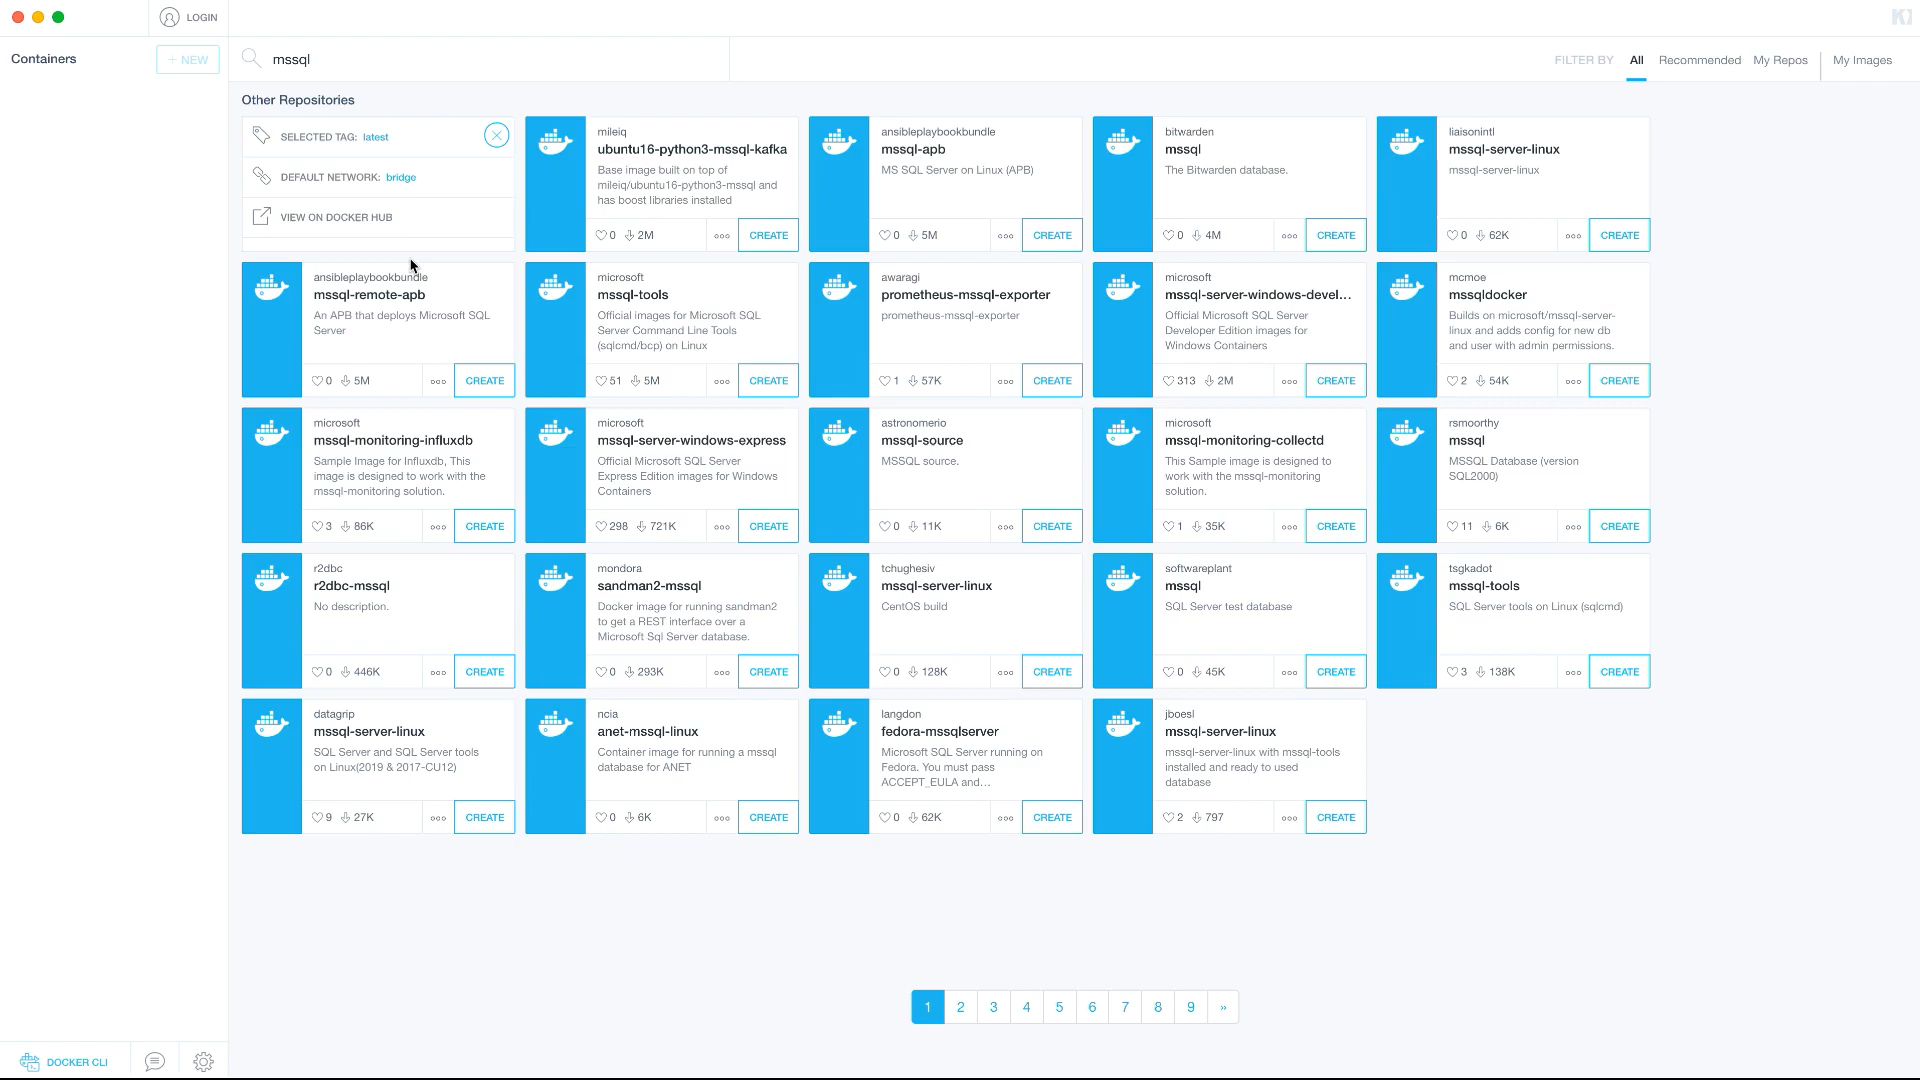 LOGIN
Containers
+ NEW
mssql
FILTER BY All Recommended My Repos My Images
Other Repositories
SELECTED TAG: latest
DEFAULT NETWORK: bridge
VIEW ON DOCKER HUB
mileiq
ubuntu16-python3-mssql-kafka
Base image built on top of
mileiq/ubuntu16-python3-mssql and
has boost libraries installed
0 2M
CREATE
ansibleplaybookbundle
mssql-apb
MS SQL Server on Linux (APB)
0 5M
CREATE
bitwarden
mssql
The Bitwarden database.
0 4M
CREATE
liaisonintl
mssql-server-linux
mssql-server-linux
0 62K
CREATE
ansibleplaybookbundle
mssql-remote-apb
An APB that deploys Microsoft SQL
Server
0 5M
CREATE
microsoft
mssql-tools
Official images for Microsoft SQL
Server Command Line Tools
(sqlcmd/bcp) on Linux
51 5M
CREATE
awaragi
prometheus-mssql-exporter
prometheus-mssql-exporter
1 57K
CREATE
microsoft
mssql-server-windows-devel...
Official Microsoft SQL Server
Developer Edition images for
Windows Containers
313 2M
CREATE
mcmoe
mssqldocker
Builds on microsoft/mssql-server-
linux and adds config for new db
and user with admin permissions.
2 54K
CREATE
microsoft
mssql-monitoring-influxdb
Sample Image for Influxdb, This
image is designed to work with the
mssql-monitoring solution.
3 86K
CREATE
microsoft
mssql-server-windows-express
Official Microsoft SQL Server
Express Edition images for Windows
Containers
298 721K
CREATE
astronomerio
mssql-source
MSSQL source.
0 11K
CREATE
microsoft
mssql-monitoring-collectd
This Sample image is designed to
work with the mssql-monitoring
solution.
1 35K
CREATE
rsmoorthy
mssql
MSSQL Database (version
SQL2000)
11 6K
CREATE
r2dbc
r2dbc-mssql
No description.
0 446K
CREATE
mondora
sandman2-mssql
Docker image for running sandman2
to get a REST interface over a
Microsoft Sql Server database.
0 293K
CREATE
tchughesiv
mssql-server-linux
CentOS build
0 128K
CREATE
softwareplant
mssql
SQL Server test database
0 45K
CREATE
tsgkadot
mssql-tools
SQL Server tools on Linux (sqlcmd)
3 138K
CREATE
datagrip
mssql-server-linux
SQL Server and SQL Server tools
on Linux(2019 & 2017-CU12)
9 27K
CREATE
ncia
anet-mssql-linux
Container image for running a mssql
database for ANET
0 6K
CREATE
langdon
fedora-mssqlserver
Microsoft SQL Server running on
Fedora. You must pass
ACCEPT_EULA and...
0 62K
CREATE
jboesl
mssql-server-linux
mssql-server-linux with mssql-tools
installed and ready to used
database
2 797
CREATE
1 2 3 4 5 6 7 8 9 »
DOCKER CLI